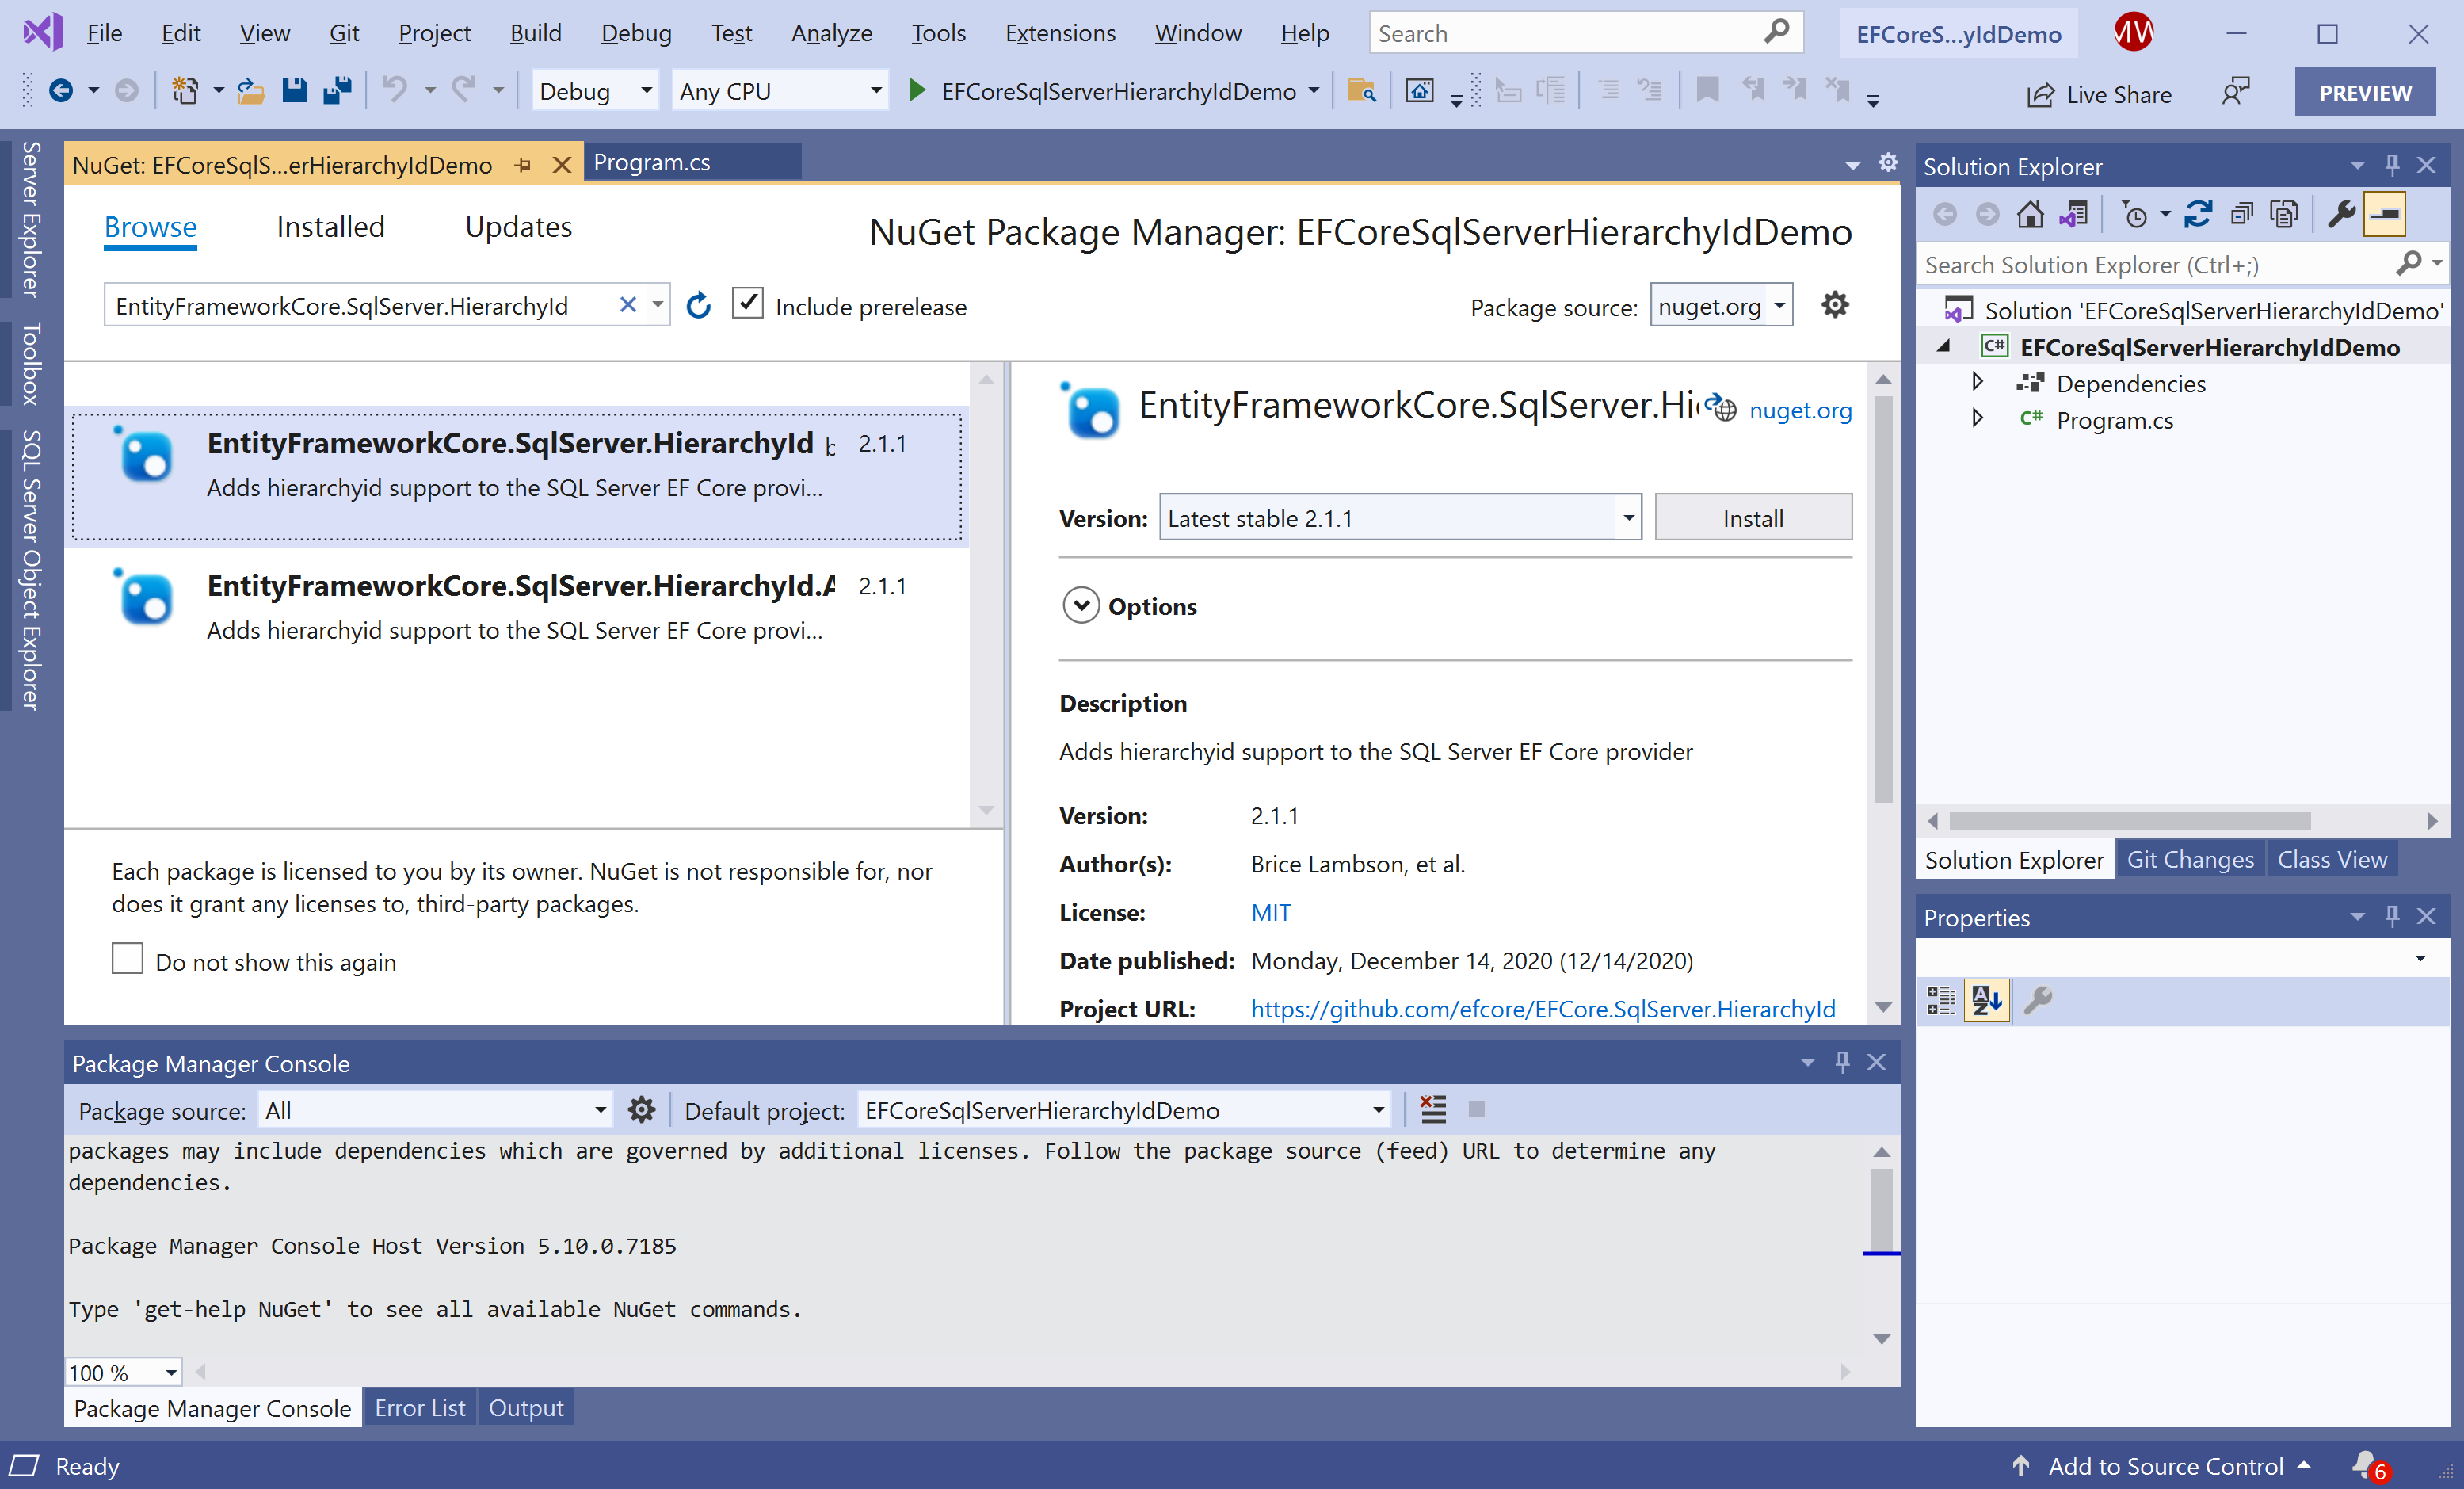 File Edit View Git Project Build Debug Test Analyze Tools Extensions Window Help Search EFCoreS...yIdDemo MW
Debug Any CPU EFCoreSqlServerHierarchyIdDemo Live Share PREVIEW
Server Explorer
Toolbox
SQL Server Object Explorer
NuGet: EFCoreSqlS...erHierarchyIdDemo Program.cs
Browse Installed Updates
NuGet Package Manager: EFCoreSqlServerHierarchyIdDemo
EntityFrameworkCore.SqlServer.HierarchyId Include prerelease Package source: nuget.org
EntityFrameworkCore.SqlServer.HierarchyId b 2.1.1
Adds hierarchyid support to the SQL Server EF Core provi...
EntityFrameworkCore.SqlServer.HierarchyId.A 2.1.1
Adds hierarchyid support to the SQL Server EF Core provi...
Each package is licensed to you by its owner. NuGet is not responsible for, nor
does it grant any licenses to, third-party packages.
Do not show this again
EntityFrameworkCore.SqlServer.Hi nuget.org
Version: Latest stable 2.1.1 Install
Options
Description
Adds hierarchyid support to the SQL Server EF Core provider
Version: 2.1.1
Author(s): Brice Lambson, et al.
License: MIT
Date published: Monday, December 14, 2020 (12/14/2020)
Project URL: https://github.com/efcore/EFCore.SqlServer.HierarchyId
Package Manager Console
Package source: All Default project: EFCoreSqlServerHierarchyIdDemo
packages may include dependencies which are governed by additional licenses. Follow the package source (feed) URL to determine any
dependencies.
Package Manager Console Host Version 5.10.0.7185
Type 'get-help NuGet' to see all available NuGet commands.
100 %
Package Manager Console Error List Output
Solution Explorer
Search Solution Explorer (Ctrl+;)
Solution 'EFCoreSqlServerHierarchyIdDemo'
C# EFCoreSqlServerHierarchyIdDemo
Dependencies
C# Program.cs
Solution Explorer Git Changes Class View
Properties
Ready Add to Source Control 6